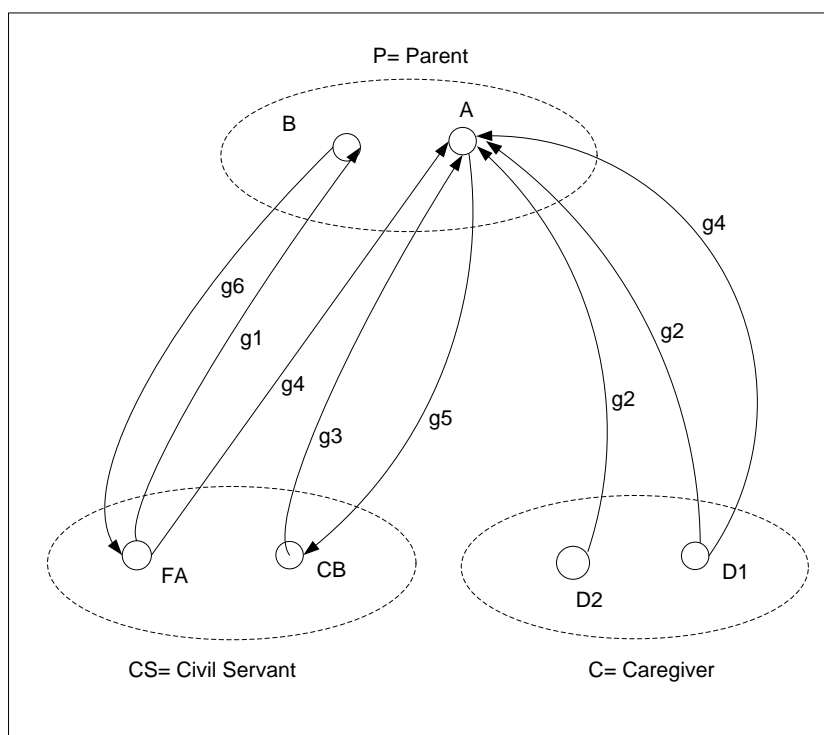 P= Parent
B
A
g4
g6
g1
g2
g4
g2
g3
g5
FA
CB
D2
D1
CS= Civil Servant
C= Caregiver